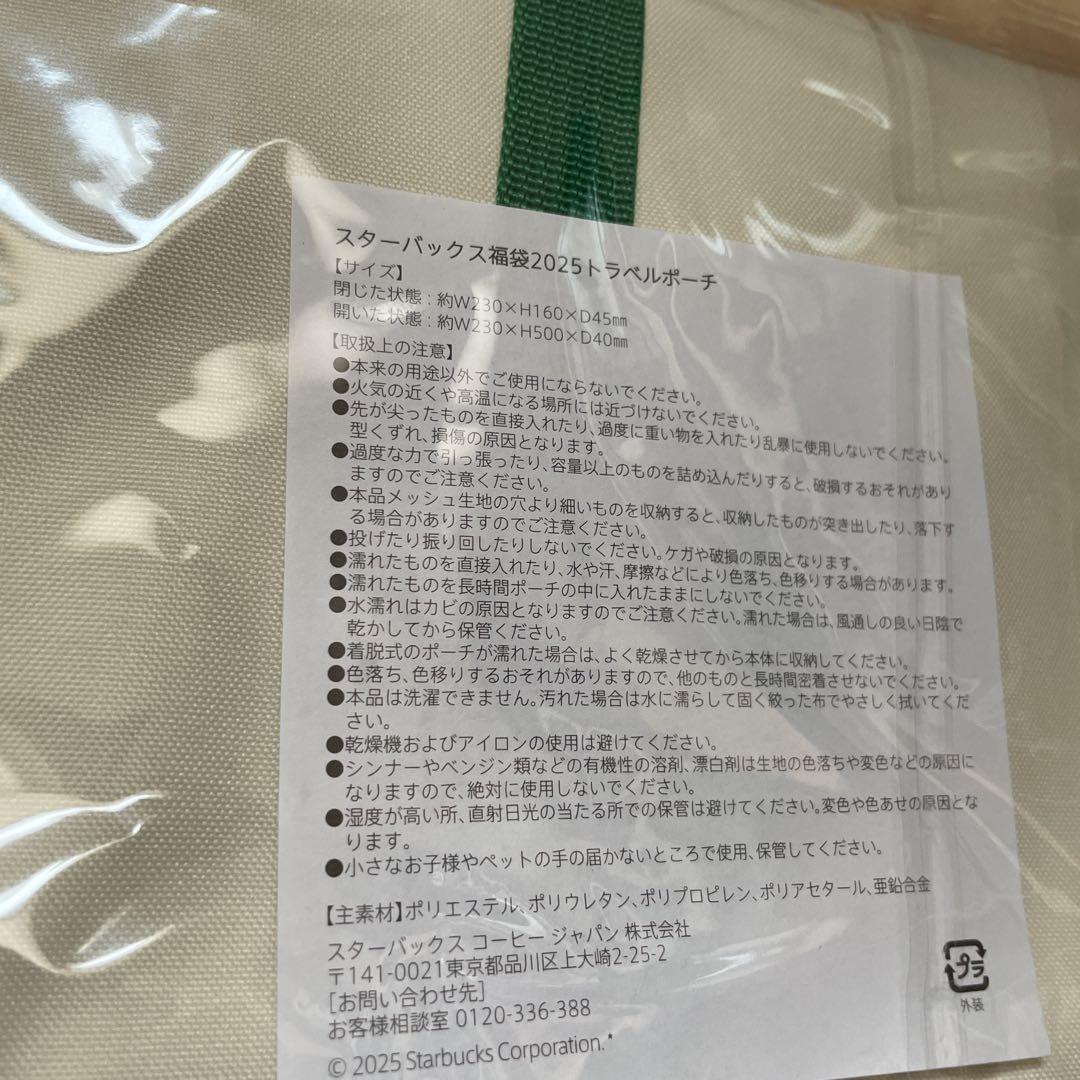 スターバックス福袋2025トラベルポーチ
【サイズ】
閉じた状態：約W230×H160×D45㎜
開いた状態：約W230×H500×D40㎜
【取扱上の注意】
●本来の用途以外でご使用にならないでください。
●火気の近くや高温になる場所には近づけないでください。
●先が尖ったものを直接入れたり、過度に重い物を入れたり乱暴に使用しないでください。
型くずれ、損傷の原因となります。
●過度な力で引っ張ったり、容量以上のものを詰め込んだりすると、破損するおそれがあり
ますのでご注意ください。
●本品メッシュ生地の穴より細いものを収納すると、収納したものが突き出したり、落下す
る場合がありますのでご注意ください。
●投げたり振り回したりしないでください。ケガや破損の原因となります。
●濡れたものを直接入れたり、水や汗、摩擦などにより色落ち、色移りする場合があります。
●濡れたものを長時間ポーチの中に入れたままにしないでください。
●水濡れはカビの原因となりますのでご注意ください。濡れた場合は、風通しの良い日陰で
乾かしてから保管ください。
●着脱式のポーチが濡れた場合は、よく乾燥させてから本体に収納してください。
●色落ち、色移りするおそれがありますので、他のものと長時間密着させないでください。
●本品は洗濯できません。汚れた場合は水に濡らして固く絞った布でやさしく拭いてくだ
さい。
●乾燥機およびアイロンの使用は避けてください。
●シンナーやベンジン類などの有機性の溶剤、漂白剤は生地の色落ちや変色などの原因に
なりますので、絶対に使用しないでください。
●湿度が高い所、直射日光の当たる所での保管は避けてください。変色や色あせの原因とな
ります。
●小さなお子様やペットの手の届かないところで使用、保管してください。
【主素材】ポリエステル、ポリウレタン、ポリプロピレン、ポリアセタール、亜鉛合金
スターバックス コーヒー ジャパン 株式会社
〒141-0021東京都品川区上大崎2-25-2
[お問い合わせ先]
お客様相談室 0120-336-388
© 2025 Starbucks Corporation.*
プラ
外装